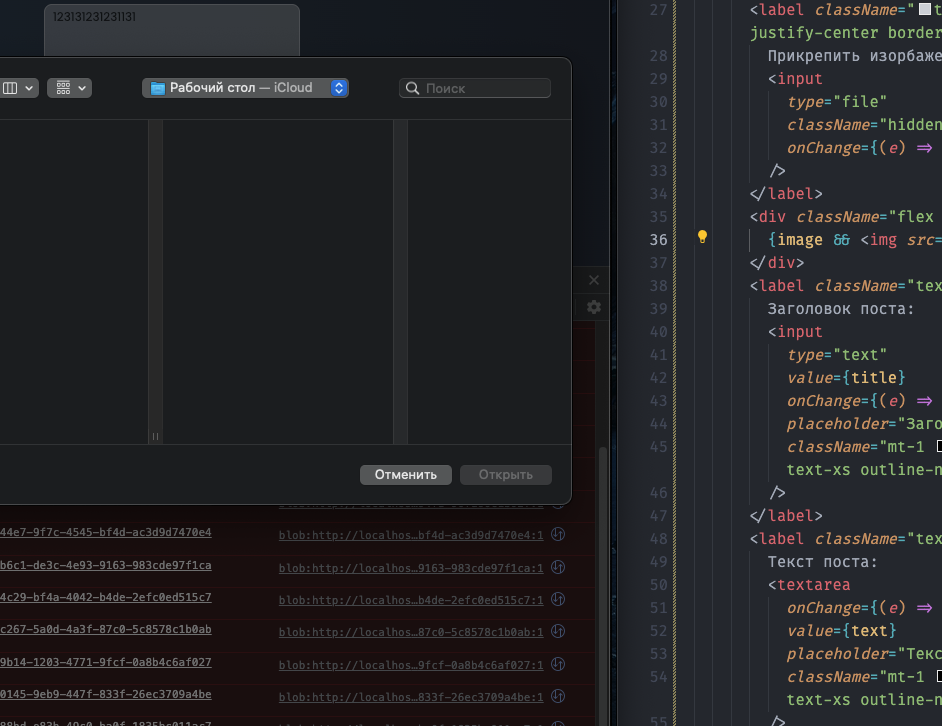 123131231231131
Рабочий стол — iCloud
Поиск
Отменить
Открыть
44e7-9f7c-4545-bf4d-ac3d9d7470e4
blob:http://localhos…bf4d-ac3d9d7470e4:1
b6c1-de3c-4e93-9163-983cde97f1ca
blob:http://localhos…9163-983cde97f1ca:1
4c29-bf4a-4042-b4de-2efc0ed515c7
blob:http://localhos…b4de-2efc0ed515c7:1
c267-5a0d-4a3f-87c0-5c8578c1b0ab
blob:http://localhos…87c0-5c8578c1b0ab:1
9b14-1203-4771-9fcf-0a8b4c6af027
blob:http://localhos…9fcf-0a8b4c6af027:1
0145-9eb9-447f-833f-26ec3709a4be
blob:http://localhos…833f-26ec3709a4be:1
27 <label className="t
justify-center border
28 Прикрепить изорбаже
29 <input
30 type="file"
31 className="hidden
32 onChange={(e) =>
33 />
34 </label>
35 <div className="flex
36 {image && <img src=
37 </div>
38 <label className="tex
39 Заголовок поста:
40 <input
41 type="text"
42 value={title}
43 onChange={(e) =>
44 placeholder="Заго
45 className="mt-1
text-xs outline-n
46 />
47 </label>
48 <label className="tex
49 Текст поста:
50 <textarea
51 onChange={(e) =>
52 value={text}
53 placeholder="Текс
54 className="mt-1
text-xs outline-n
55 />